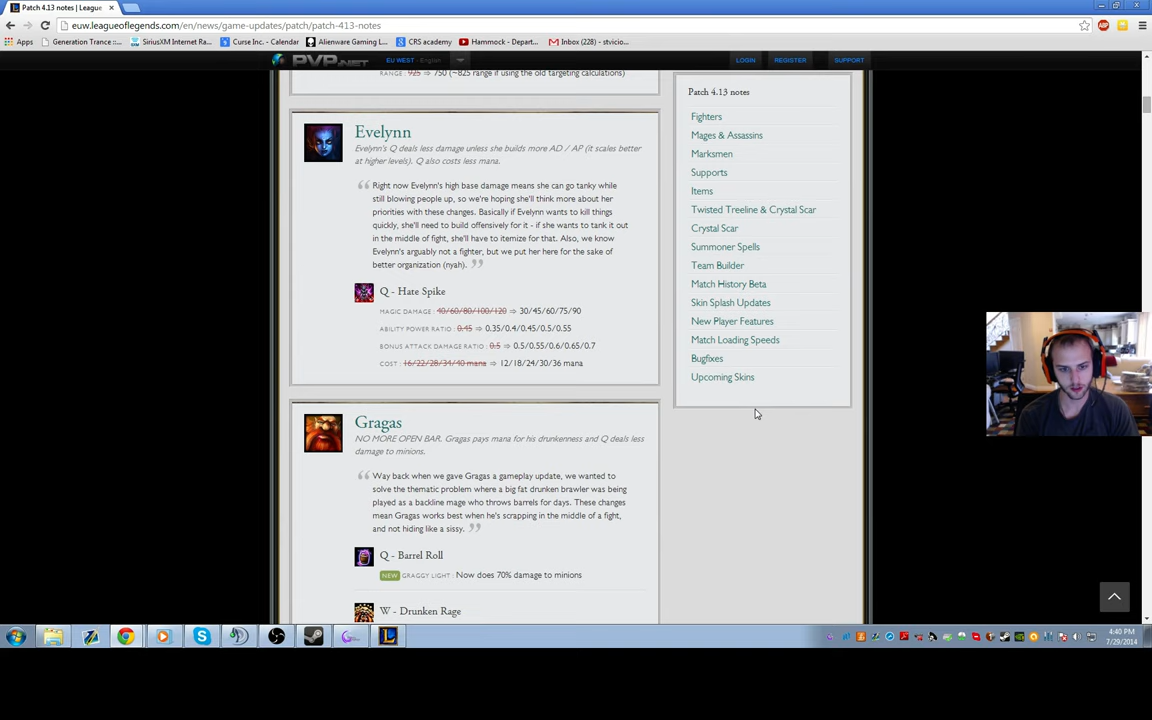 Patch 4.13 notes | League
euw.leagueoflegends.com/en/news/game-updates/patch/patch-413-notes
Apps Generation Trance ::... SiriusXM Internet Ra... Curse Inc. - Calendar Alienware Gaming L... CRS academy Hammock - Depart... Inbox (228) - stvicio...
PVP.NET EU WEST - English LOGIN REGISTER SUPPORT
RANGE : 925 ⇒ 750 (~825 range if using the old targeting calculations)
Evelynn
Evelynn's Q deals less damage unless she builds more AD / AP (it scales better
at higher levels). Q also costs less mana.
Right now Evelynn's high base damage means she can go tanky while
still blowing people up, so we're hoping she'll think more about her
priorities with these changes. Basically if Evelynn wants to kill things
quickly, she'll need to build offensively for it - if she wants to tank it out
in the middle of fight, she'll have to itemize for that. Also, we know
Evelynn's arguably not a fighter, but we put her here for the sake of
better organization (nyah).
Q - Hate Spike
MAGIC DAMAGE : 40/60/80/100/120 ⇒ 30/45/60/75/90
ABILITY POWER RATIO : 0.45 ⇒ 0.35/0.4/0.45/0.5/0.55
BONUS ATTACK DAMAGE RATIO : 0.5 ⇒ 0.5/0.55/0.6/0.65/0.7
COST : 16/22/28/34/40 mana ⇒ 12/18/24/30/36 mana
Gragas
NO MORE OPEN BAR. Gragas pays mana for his drunkenness and Q deals less
damage to minions.
Way back when we gave Gragas a gameplay update, we wanted to
solve the thematic problem where a big fat drunken brawler was being
played as a backline mage who throws barrels for days. These changes
mean Gragas works best when he's scrapping in the middle of a fight,
and not hiding like a sissy.
Q - Barrel Roll
NEW GRAGGY LIGHT : Now does 70% damage to minions
W - Drunken Rage
Patch 4.13 notes
Fighters
Mages & Assassins
Marksmen
Supports
Items
Twisted Treeline & Crystal Scar
Crystal Scar
Summoner Spells
Team Builder
Match History Beta
Skin Splash Updates
New Player Features
Match Loading Speeds
Bugfixes
Upcoming Skins
4:40 PM
7/29/2014